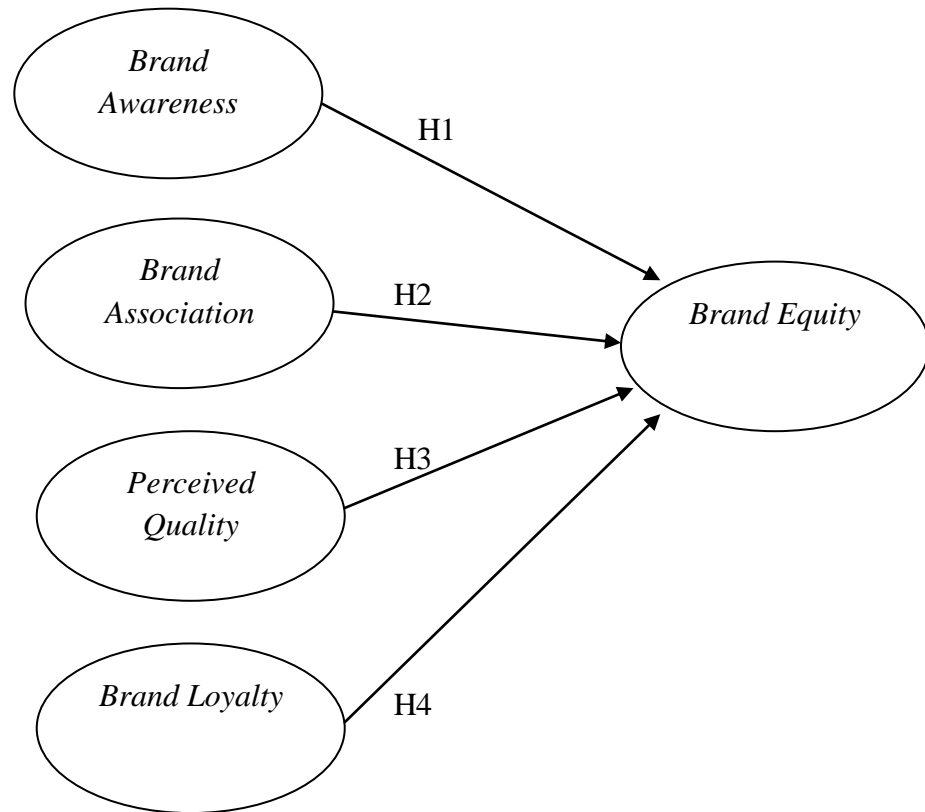 Brand
Awareness
H1
Brand
Association
H2
Brand Equity
Perceived
Quality
H3
Brand Loyalty
H4